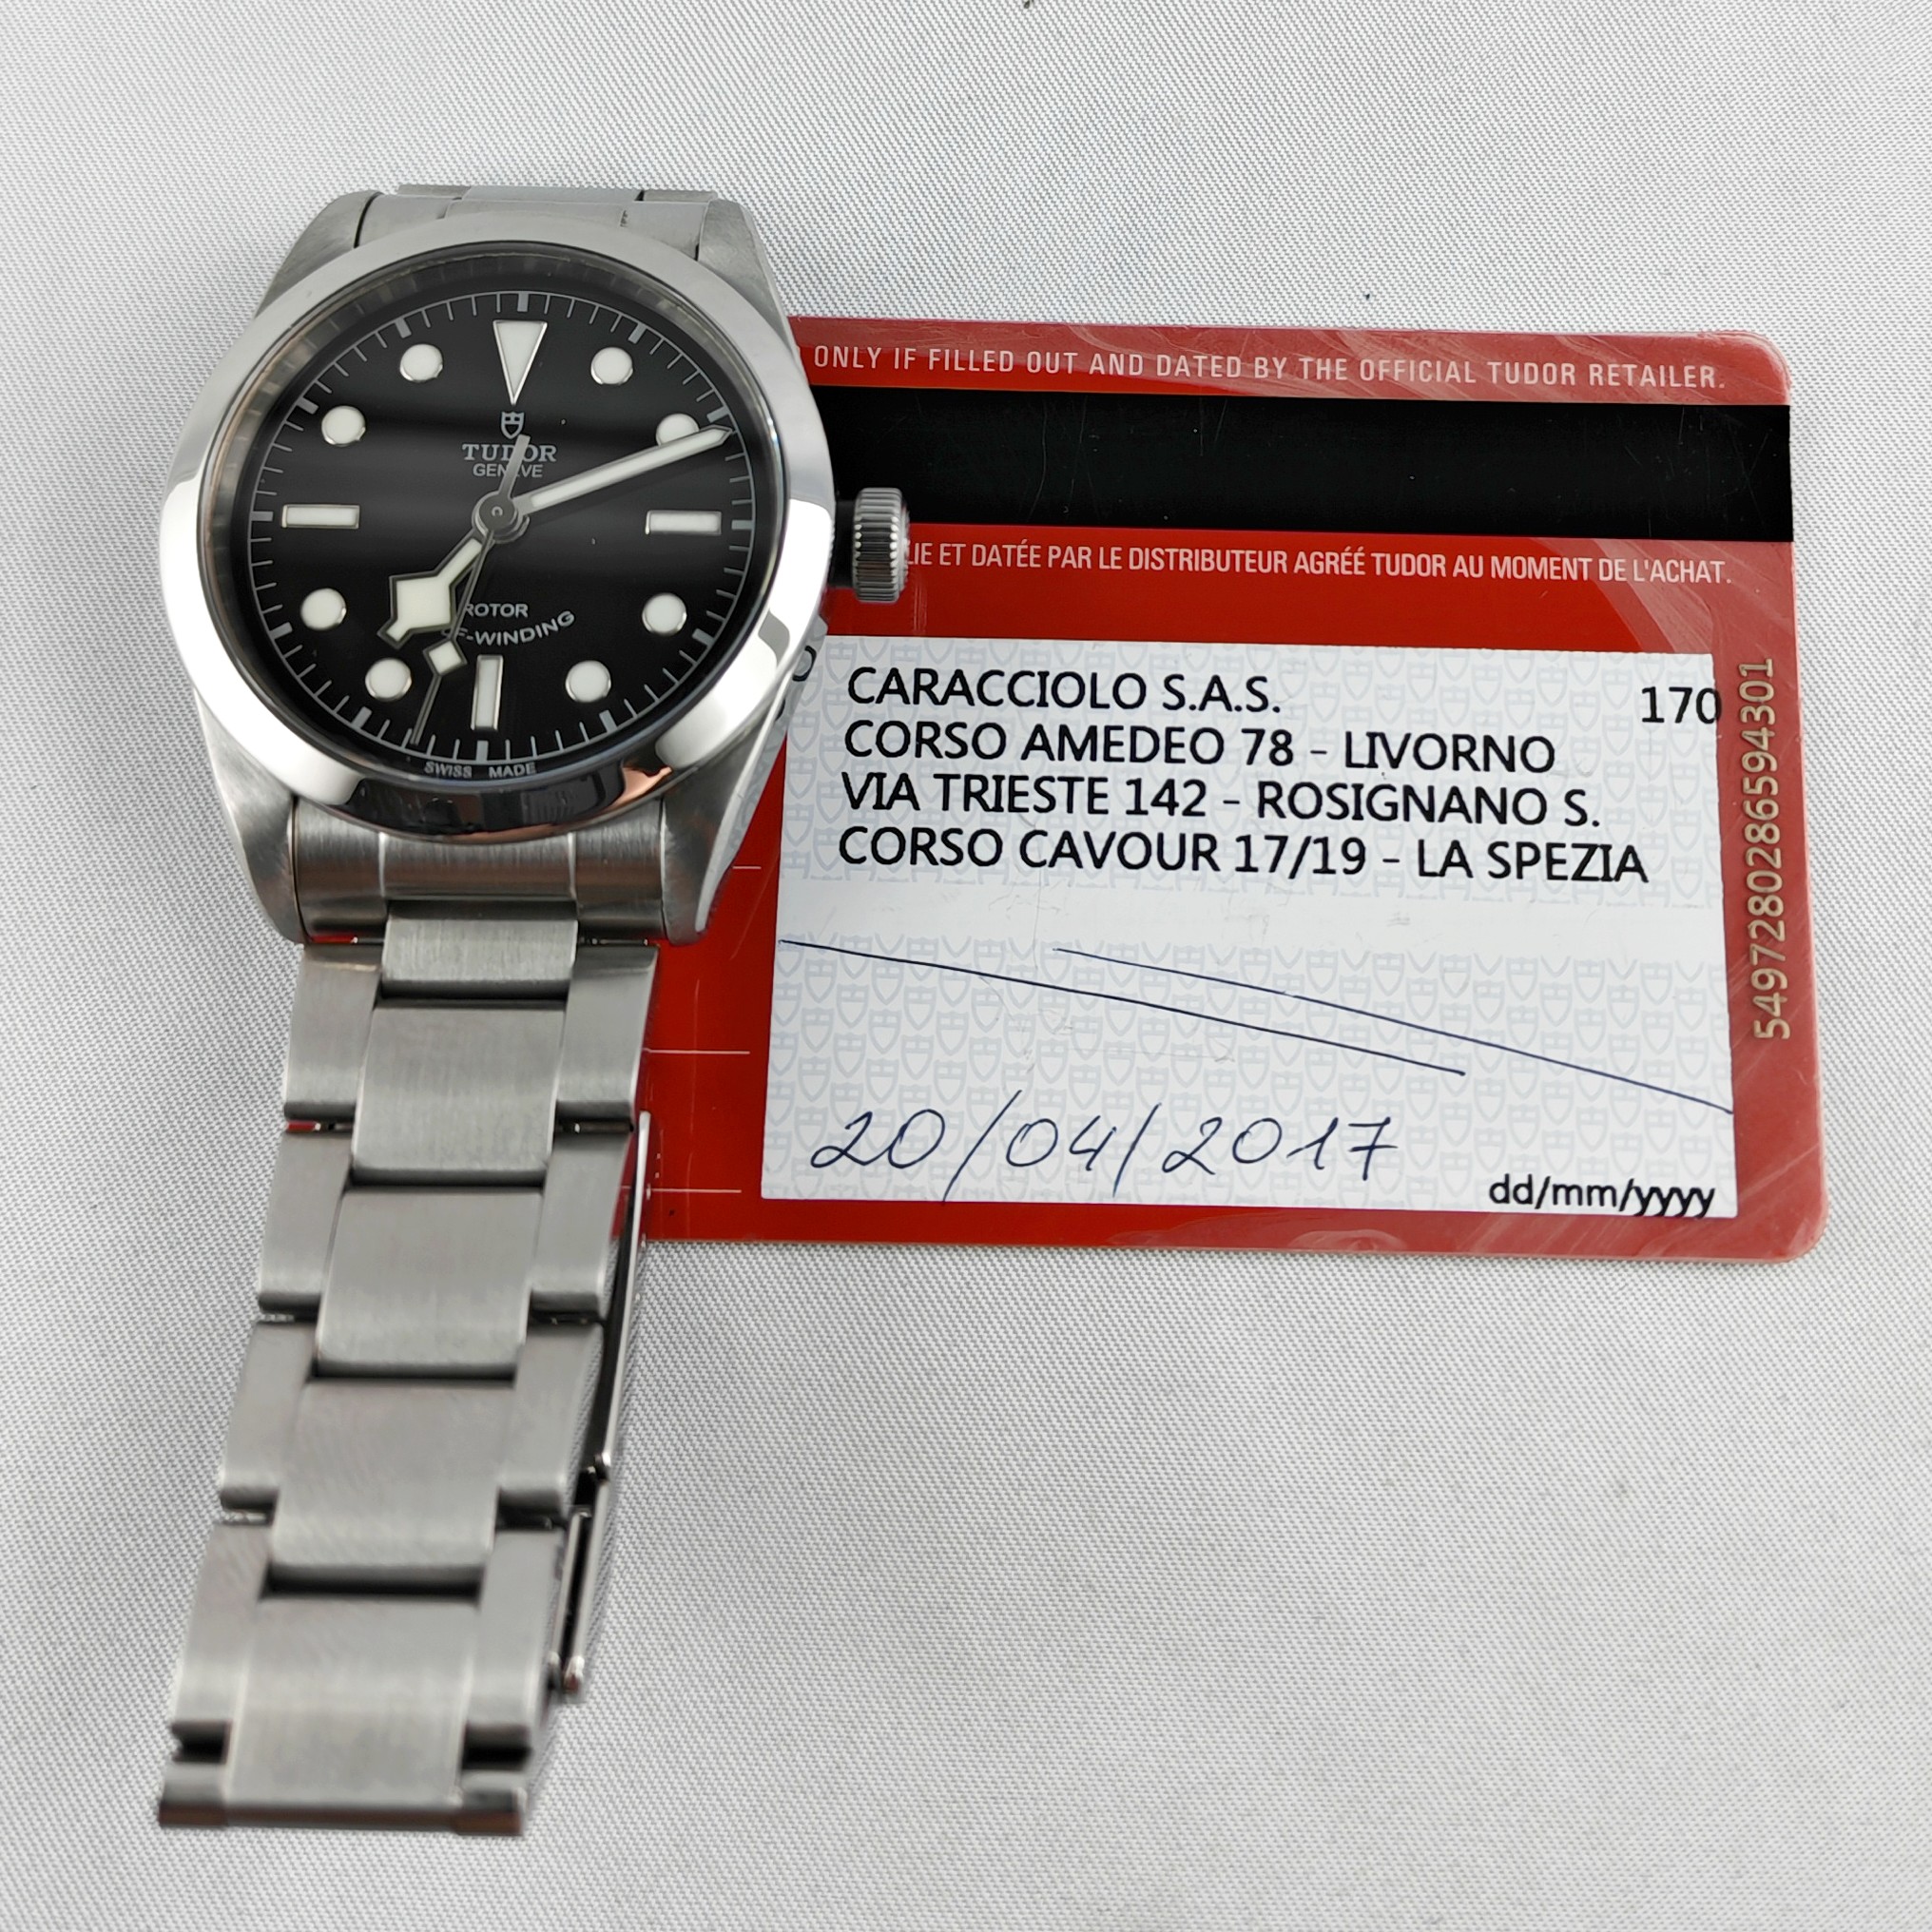 TUDOR
GENEVE
ROTOR
WINDING
SWISS MADE
ONLY IF FILLED OUT AND DATED BY THE OFFICIAL TUDOR RETAILER.
ET DATÉE PAR LE DISTRIBUTEUR AGRÉÉ TUDOR AU MOMENT DE L'ACHAT.
CARACCIOLO S.A.S. 170
CORSO AMEDEO 78 - LIVORNO
VIA TRIESTE 142 - ROSIGNANO S.
CORSO CAVOUR 17/19 - LA SPEZIA
20/04/2017
dd/mm/yyyy
5497280286594301